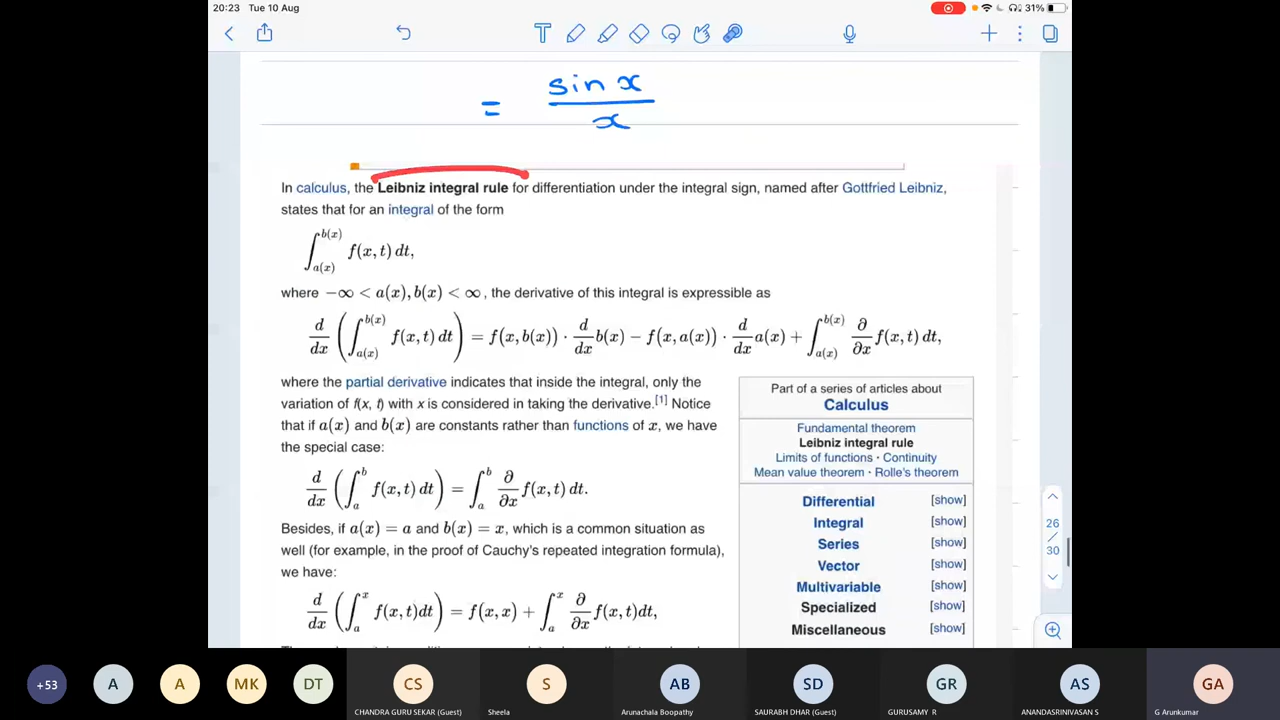 20:23 Tue 10 Aug
31%
T
= sin x / x
In calculus, the Leibniz integral rule for differentiation under the integral sign, named after Gottfried Leibniz,
states that for an integral of the form
∫_{a(x)}^{b(x)} f(x, t) dt,
where −∞ < a(x), b(x) < ∞, the derivative of this integral is expressible as
d/dx (∫_{a(x)}^{b(x)} f(x, t) dt) = f(x, b(x)) · d/dx b(x) − f(x, a(x)) · d/dx a(x) + ∫_{a(x)}^{b(x)} ∂/∂x f(x, t) dt,
where the partial derivative indicates that inside the integral, only the
variation of f(x, t) with x is considered in taking the derivative.[1] Notice
that if a(x) and b(x) are constants rather than functions of x, we have
the special case:
d/dx (∫_a^b f(x, t) dt) = ∫_a^b ∂/∂x f(x, t) dt.
Besides, if a(x) = a and b(x) = x, which is a common situation as
well (for example, in the proof of Cauchy's repeated integration formula),
we have:
d/dx (∫_a^x f(x, t)dt) = f(x, x) + ∫_a^x ∂/∂x f(x, t)dt,
Part of a series of articles about
Calculus
Fundamental theorem
Leibniz integral rule
Limits of functions · Continuity
Mean value theorem · Rolle's theorem
Differential [show]
Integral [show]
Series [show]
Vector [show]
Multivariable [show]
Specialized [show]
Miscellaneous [show]
26
/
30
+53 A A MK DT CS S AB SD GR AS GA
CHANDRA GURU SEKAR (Guest) Sheela Arunachala Boopathy SAURABH DHAR (Guest) GURUSAMY R ANANDASRINIVASAN S G Arunkumar